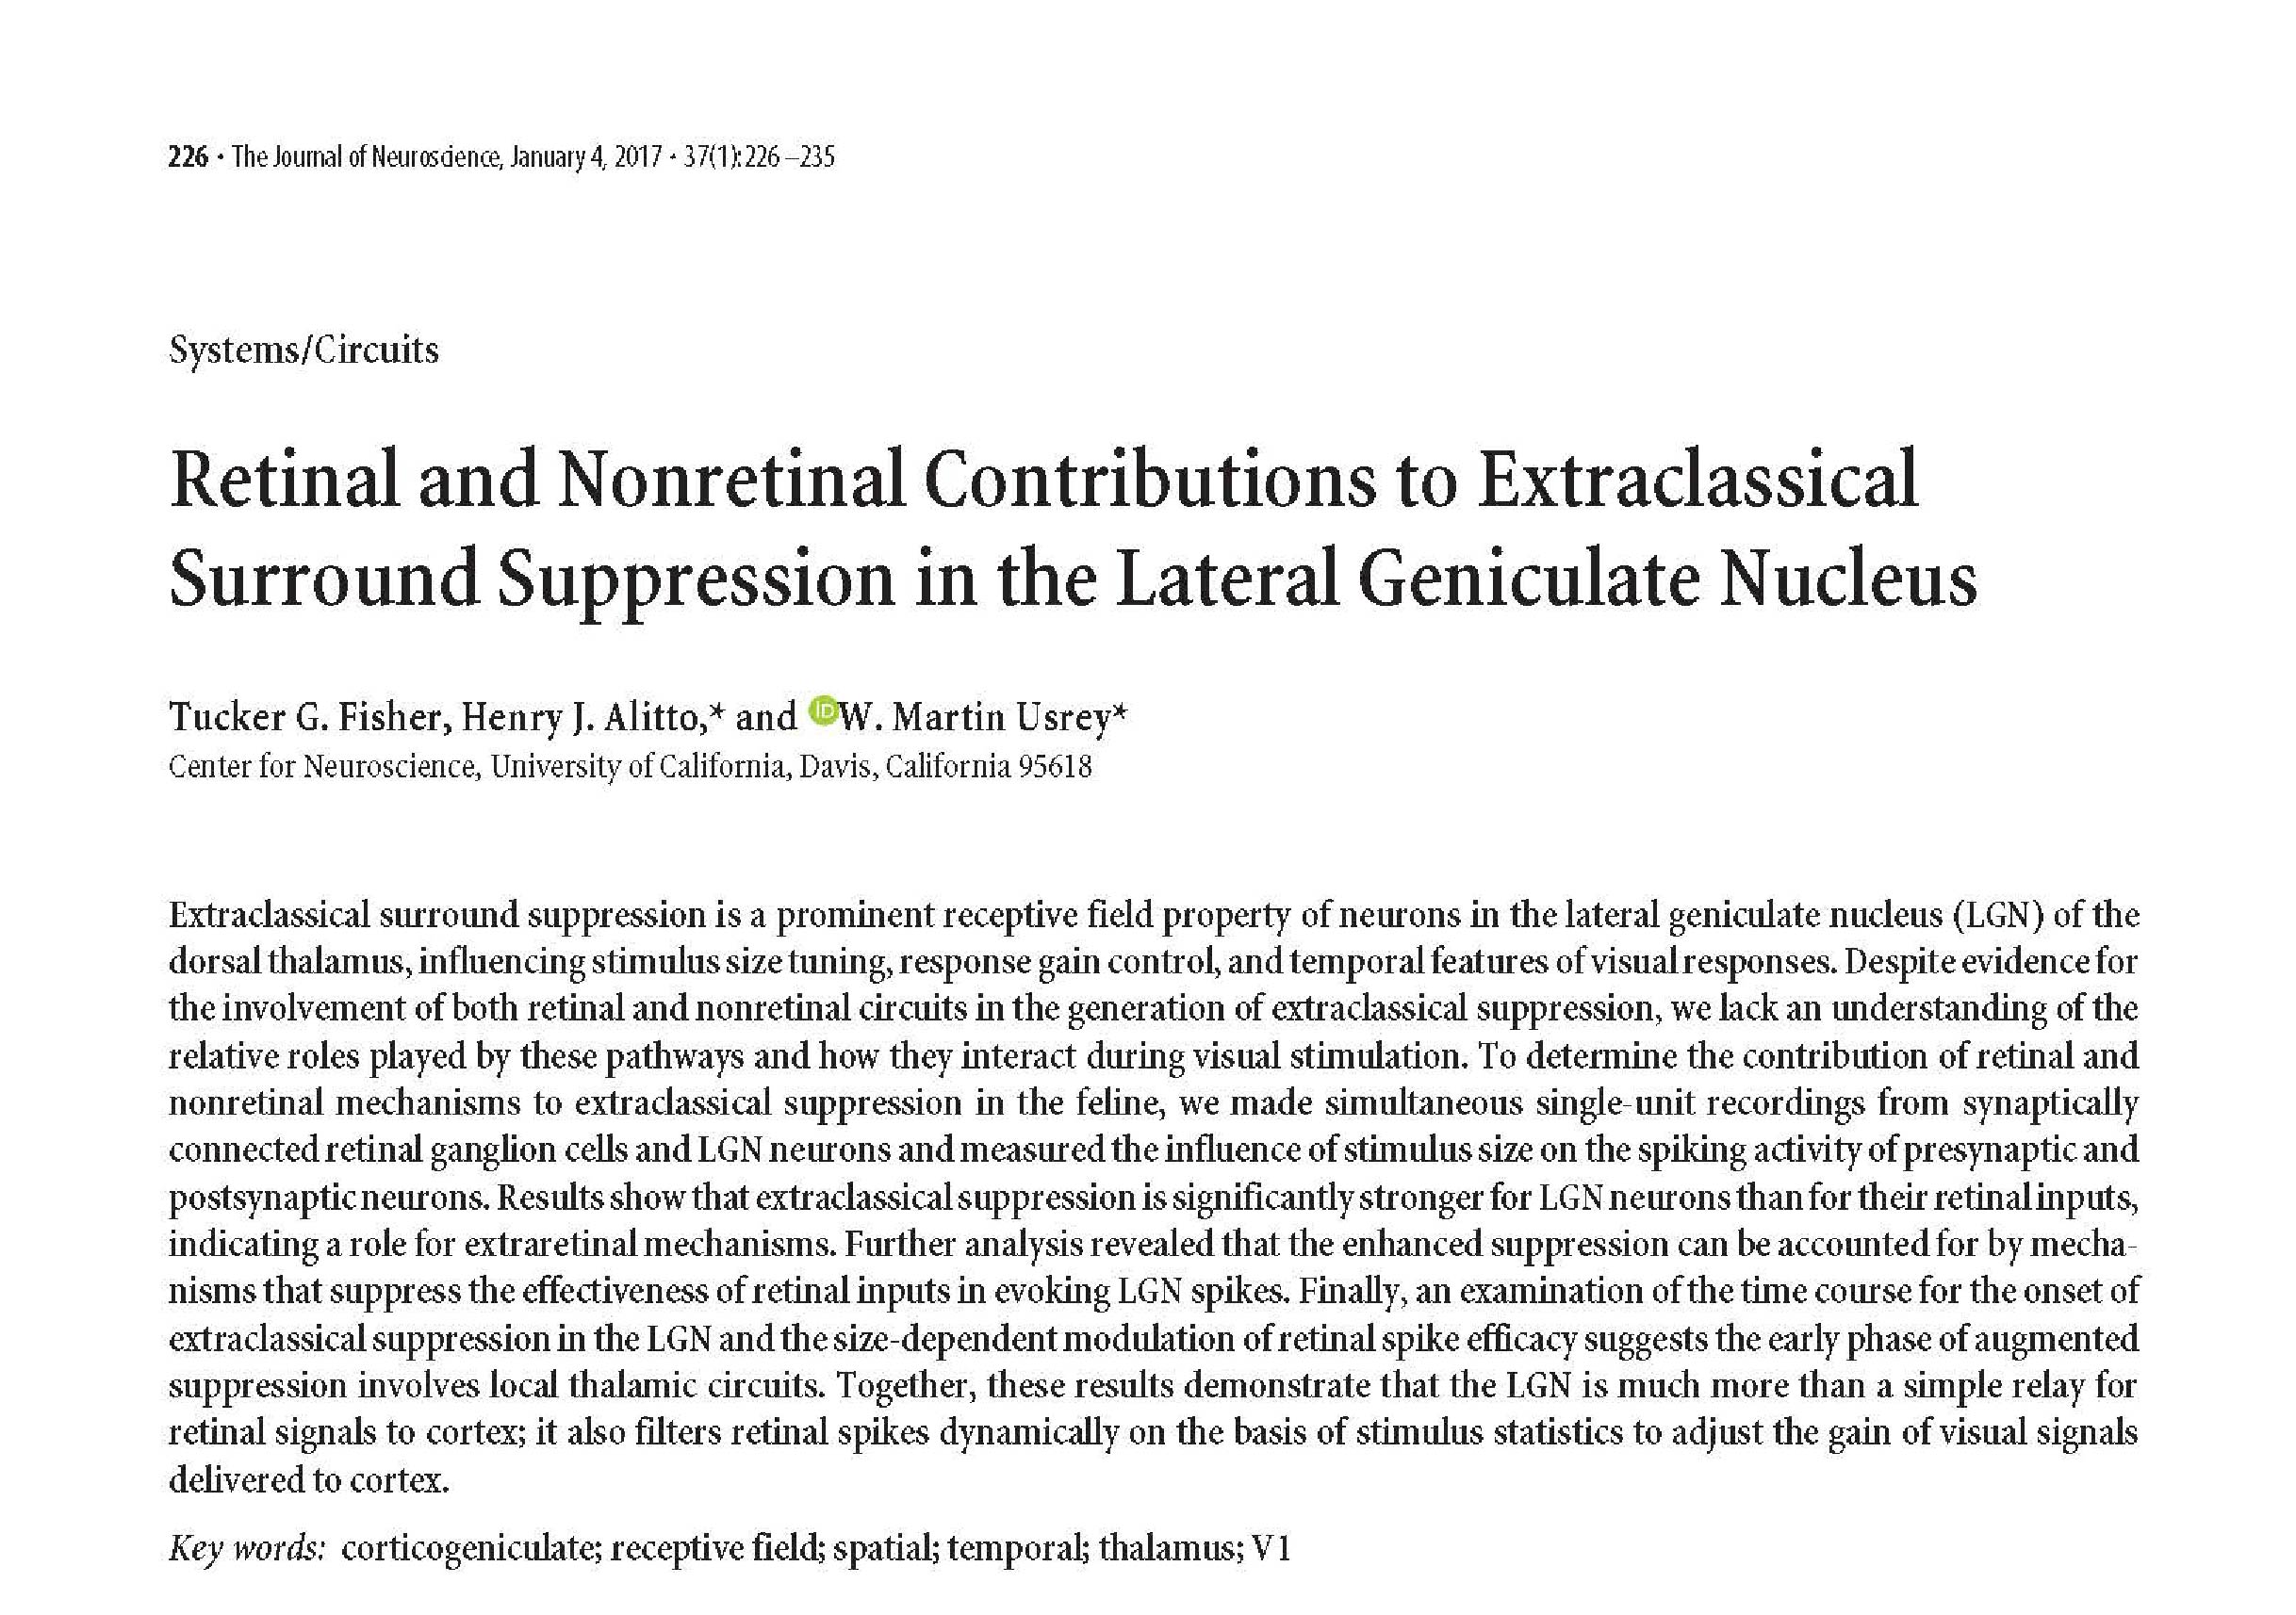 226 • The Journal of Neuroscience, January 4, 2017 • 37(1):226–235
Systems/Circuits
Retinal and Nonretinal Contributions to Extraclassical
Surround Suppression in the Lateral Geniculate Nucleus
Tucker G. Fisher, Henry J. Alitto,* and iD W. Martin Usrey*
Center for Neuroscience, University of California, Davis, California 95618
Extraclassical surround suppression is a prominent receptive field property of neurons in the lateral geniculate nucleus (LGN) of the
dorsal thalamus, influencing stimulus size tuning, response gain control, and temporal features of visual responses. Despite evidence for
the involvement of both retinal and nonretinal circuits in the generation of extraclassical suppression, we lack an understanding of the
relative roles played by these pathways and how they interact during visual stimulation. To determine the contribution of retinal and
nonretinal mechanisms to extraclassical suppression in the feline, we made simultaneous single-unit recordings from synaptically
connected retinal ganglion cells and LGN neurons and measured the influence of stimulus size on the spiking activity of presynaptic and
postsynaptic neurons. Results show that extraclassical suppression is significantly stronger for LGN neurons than for their retinal inputs,
indicating a role for extraretinal mechanisms. Further analysis revealed that the enhanced suppression can be accounted for by mecha-
nisms that suppress the effectiveness of retinal inputs in evoking LGN spikes. Finally, an examination of the time course for the onset of
extraclassical suppression in the LGN and the size-dependent modulation of retinal spike efficacy suggests the early phase of augmented
suppression involves local thalamic circuits. Together, these results demonstrate that the LGN is much more than a simple relay for
retinal signals to cortex; it also filters retinal spikes dynamically on the basis of stimulus statistics to adjust the gain of visual signals
delivered to cortex.
Key words: corticogeniculate; receptive field; spatial; temporal; thalamus; V1